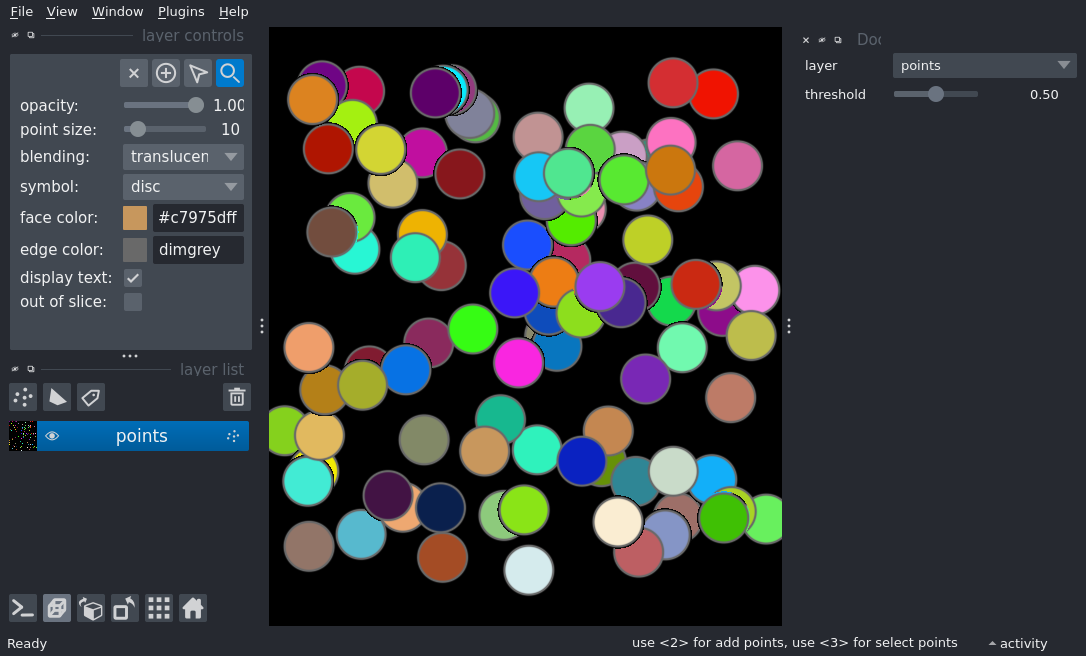 File View Window Plugins Help
layer controls
opacity: 1.00
point size: 10
blending: translucen
symbol: disc
face color: #c7975dff
edge color: dimgrey
display text:
out of slice:
layer list
points
Doc
layer points
threshold 0.50
Ready
use <2> for add points, use <3> for select points
activity